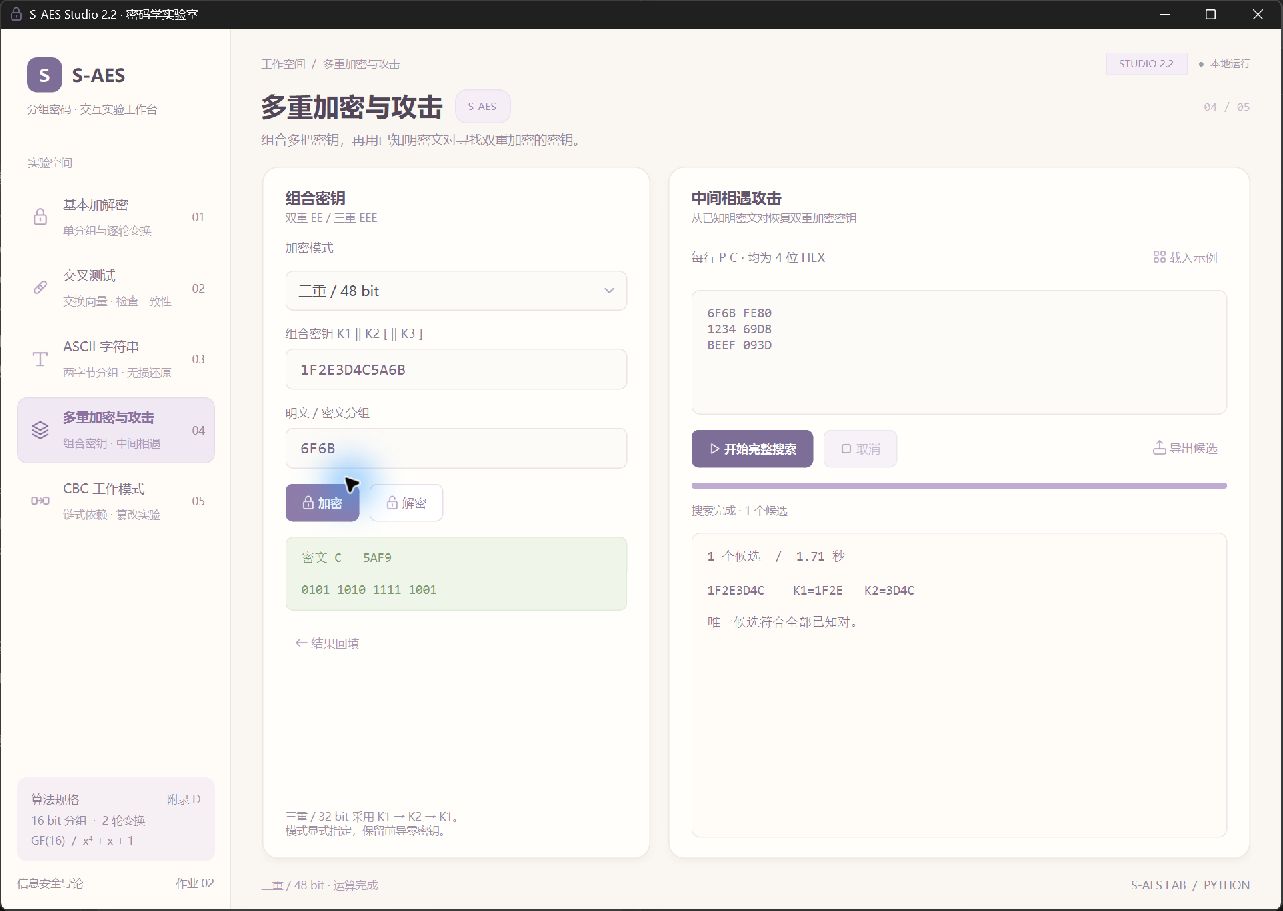 S-AES Studio 2.2 · 密码学实验室
S
S-AES
分组密码 · 交互实验工作台
实验空间
基本加解密
单分组与逐轮变换
01
交叉测试
交换向量 · 检查一致性
02
ASCII 字符串
两字节分组 · 无损还原
03
多重加密与攻击
组合密钥 · 中间相遇
04
CBC 工作模式
链式依赖 · 篡改实验
05
算法规格
附录 D
16 bit 分组 · 2 轮变换
GF(16) / x⁴ + x + 1
信息安全导论
作业 02
工作空间 / 多重加密与攻击
STUDIO 2.2
本地运行
多重加密与攻击
S-AES
04 / 05
组合多把密钥，再用已知明密文对寻找双重加密的密钥。
组合密钥
双重 EE / 三重 EEE
加密模式
三重 / 48 bit
组合密钥 K1 || K2 [ || K3 ]
1F2E3D4C5A6B
明文 / 密文分组
6F6B
加密
解密
密文 C 5AF9
0101 1010 1111 1001
← 结果回填
三重 / 32 bit 采用 K1 → K2 → K1。
模式显式指定，保留前导零密钥。
中间相遇攻击
从已知明密文对恢复双重加密密钥
每行 P C · 均为 4 位 HEX
载入示例
6F6B FE80
1234 69D8
BEEF 093D
开始完整搜索
取消
导出候选
搜索完成 · 1 个候选
1 个候选 / 1.71 秒
1F2E3D4C K1=1F2E K2=3D4C
唯一候选符合全部已知对。
三重 / 48 bit · 运算完成
S-AES LAB / PYTHON